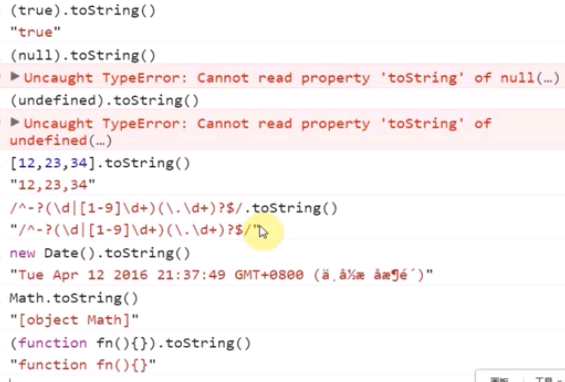 (true).toString()
"true"
(null).toString()
▶Uncaught TypeError: Cannot read property 'toString' of null(…)
(undefined).toString()
▶Uncaught TypeError: Cannot read property 'toString' of
undefined(…)
[12,23,34].toString()
"12,23,34"
/^-?(\d|[1-9]\d+)(\.\d+)?$/.toString()
"/^-?(\d|[1-9]\d+)(\.\d+)?$/"
new Date().toString()
"Tue Apr 12 2016 21:37:49 GMT+0800 (ä¸å½æ åæ¶é´)"
Math.toString()
"[object Math]"
(function fn(){}).toString()
"function fn(){}"